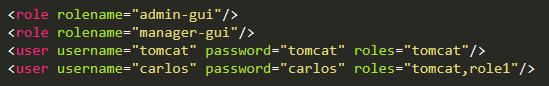 <role rolename="admin-gui"/>
<role rolename="manager-gui"/>
<user username="tomcat" password="tomcat" roles="tomcat"/>
<user username="carlos" password="carlos" roles="tomcat,role1"/>